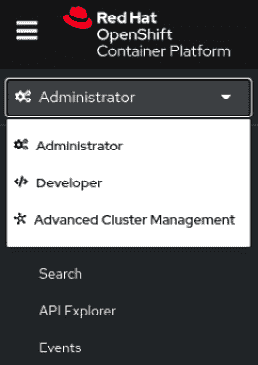 Red Hat
OpenShift
Container Platform
Administrator
Administrator
Developer
Advanced Cluster Management
Search
API Explorer
Events